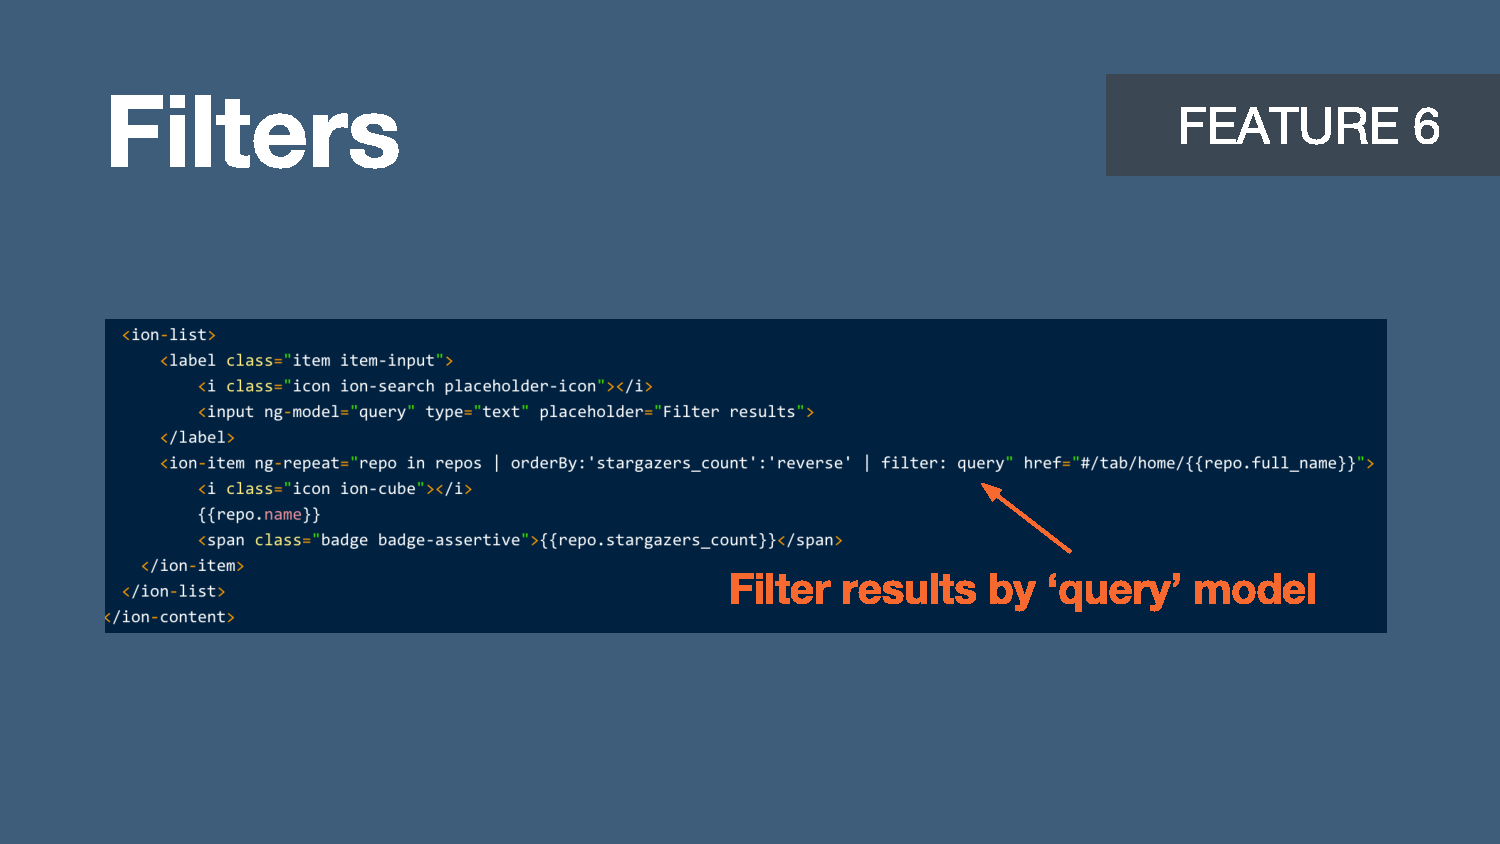 Filters
FEATURE 6
<ion-list>
<label class="item item-input">
<i class="icon ion-search placeholder-icon"></i>
<input ng-model="query" type="text" placeholder="Filter results">
</label>
<ion-item ng-repeat="repo in repos | orderBy:'stargazers_count':'reverse' | filter: query" href="#/tab/home/{{repo.full_name}}">
<i class="icon ion-cube"></i>
{{repo.name}}
<span class="badge badge-assertive">{{repo.stargazers_count}}</span>
</ion-item>
</ion-list>
</ion-content>
Filter results by ‘query’ model